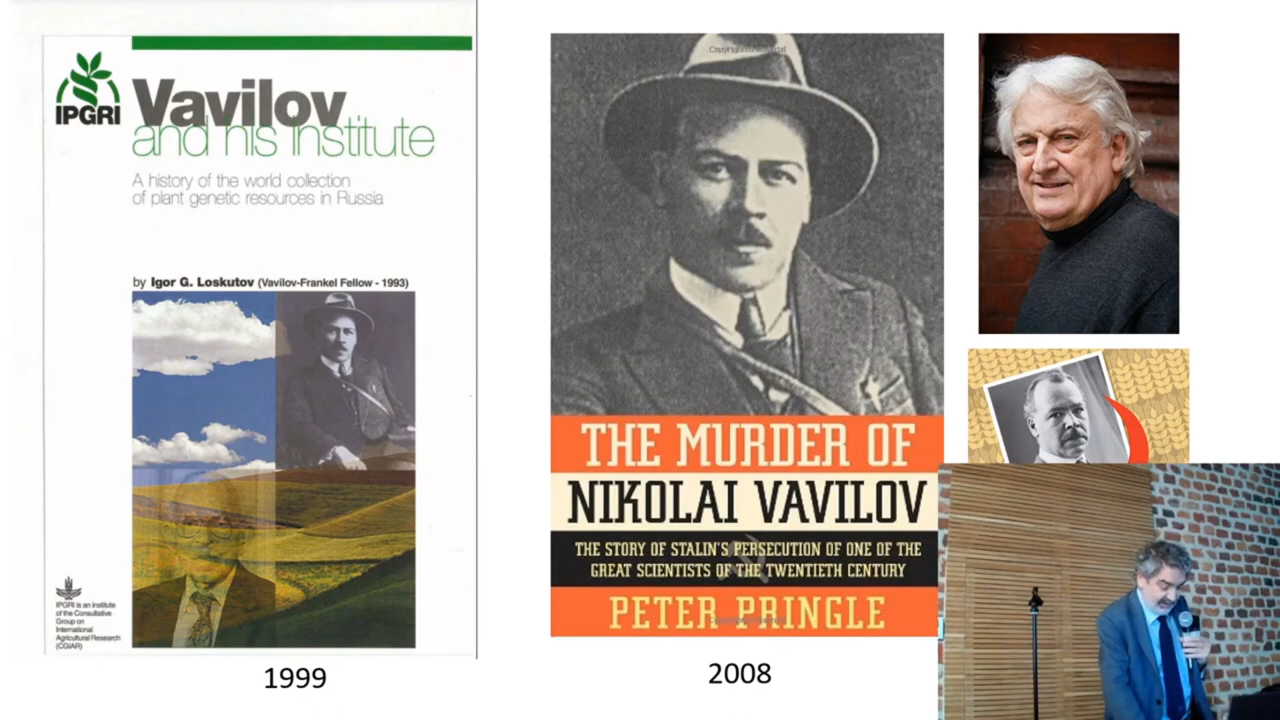 IPGRI
Vavilov
and his institute
A history of the world collection
of plant genetic resources in Russia
by Igor G. Loskutov (Vavilov-Frankel Fellow - 1993)
IPGRI is an institute
of the Consultative
Group on
International
Agricultural Research
(CGIAR)
1999
THE MURDER OF
NIKOLAI VAVILOV
THE STORY OF STALIN'S PERSECUTION OF ONE OF THE
GREAT SCIENTISTS OF THE TWENTIETH CENTURY
PETER PRINGLE
2008